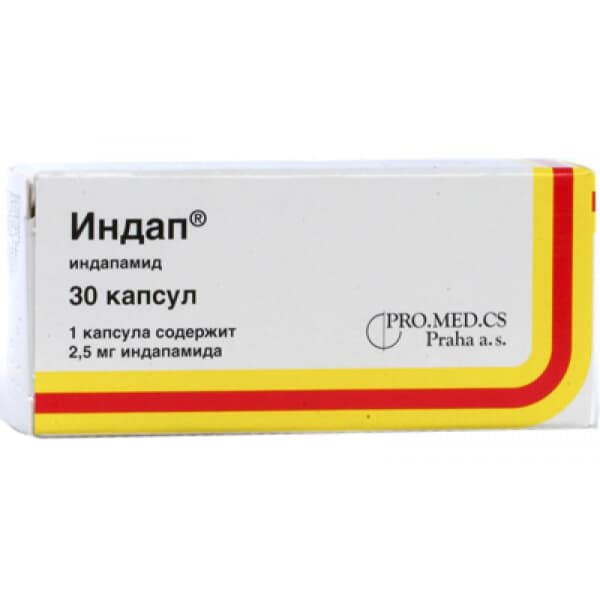 Индап®
индапамид
30 капсул
1 капсула содержит
2,5 мг индапамида
PRO.MED.CS
Praha a. s.